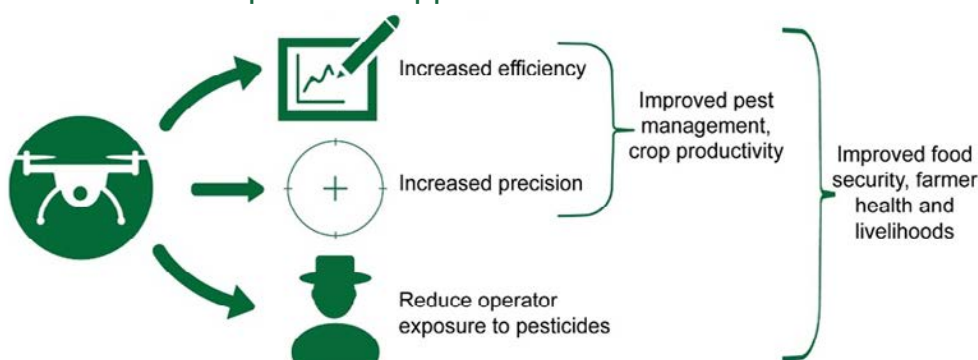 Increased efficiency
Increased precision
Reduce operator
exposure to pesticides
Improved pest
management,
crop productivity
Improved food
security, farmer
health and
livelihoods